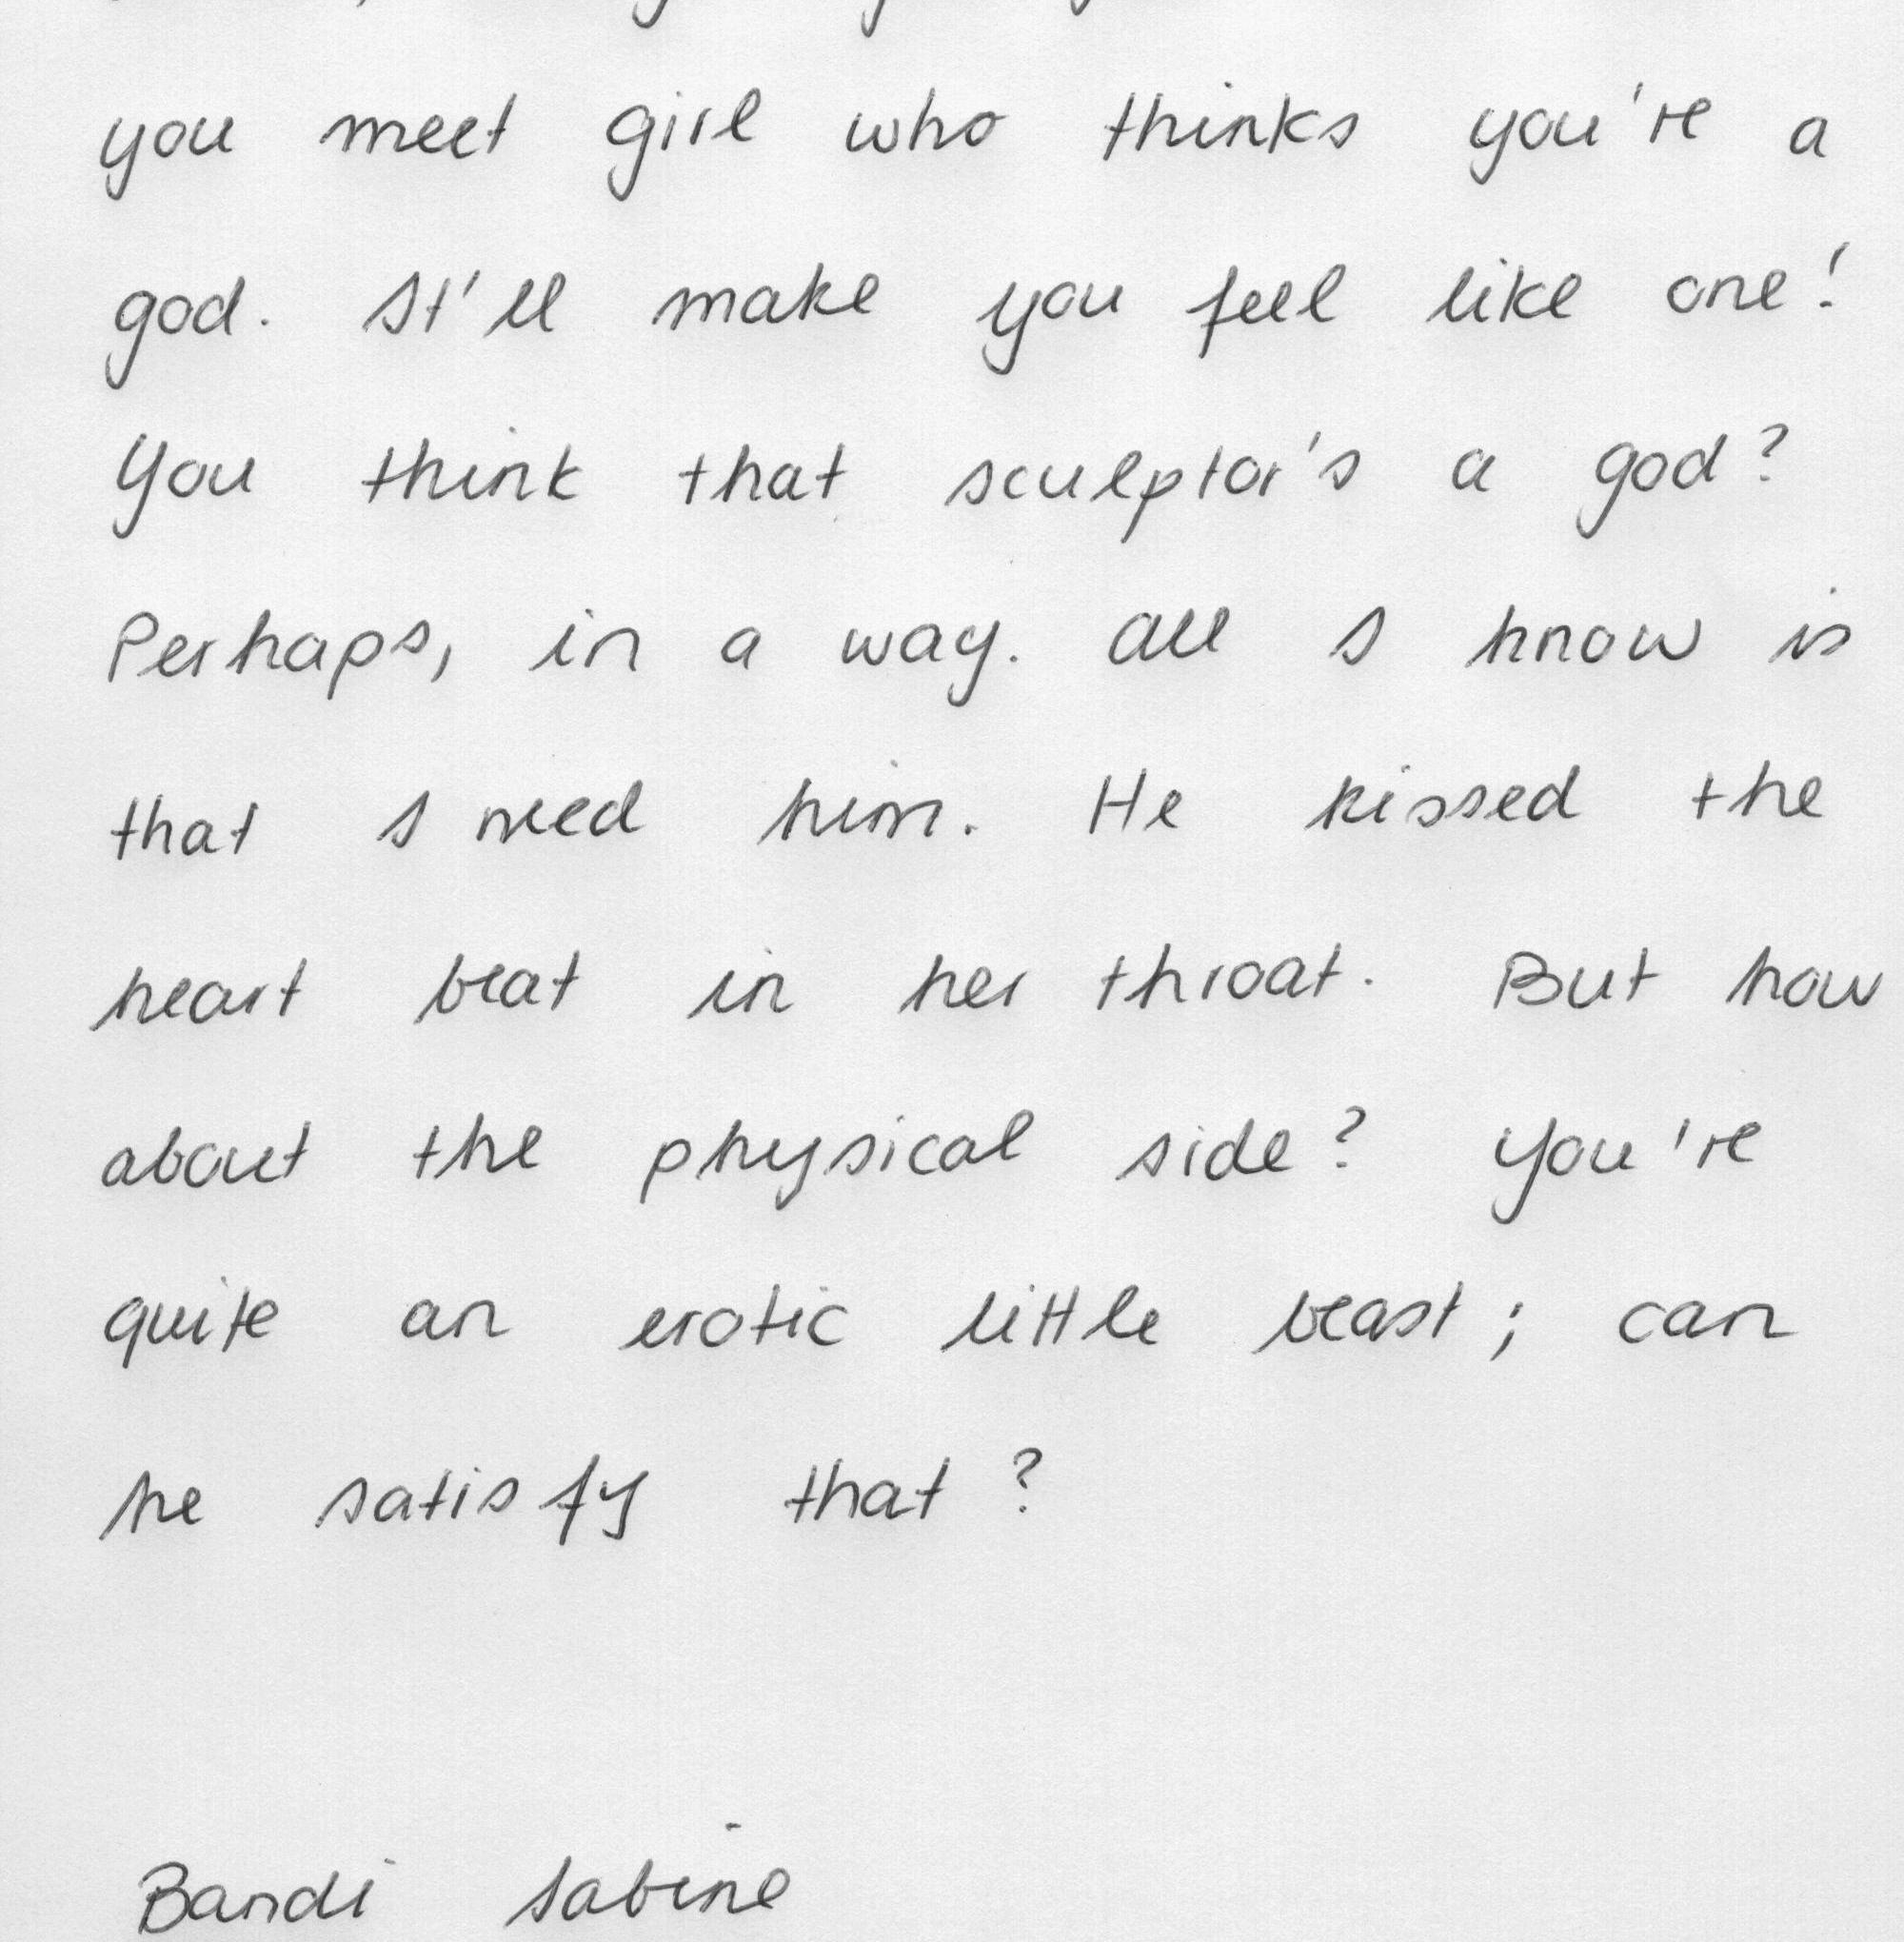 you meet girl who thinks you're a
god. It'll make you feel like one!
You think that sculptor's a god?
Perhaps, in a way. All I know is
that I need him. He kissed the
heart beat in her throat. But how
about the physical side? You're
quite an erotic little beast; can
he satisfy that?
Bandi Sabine